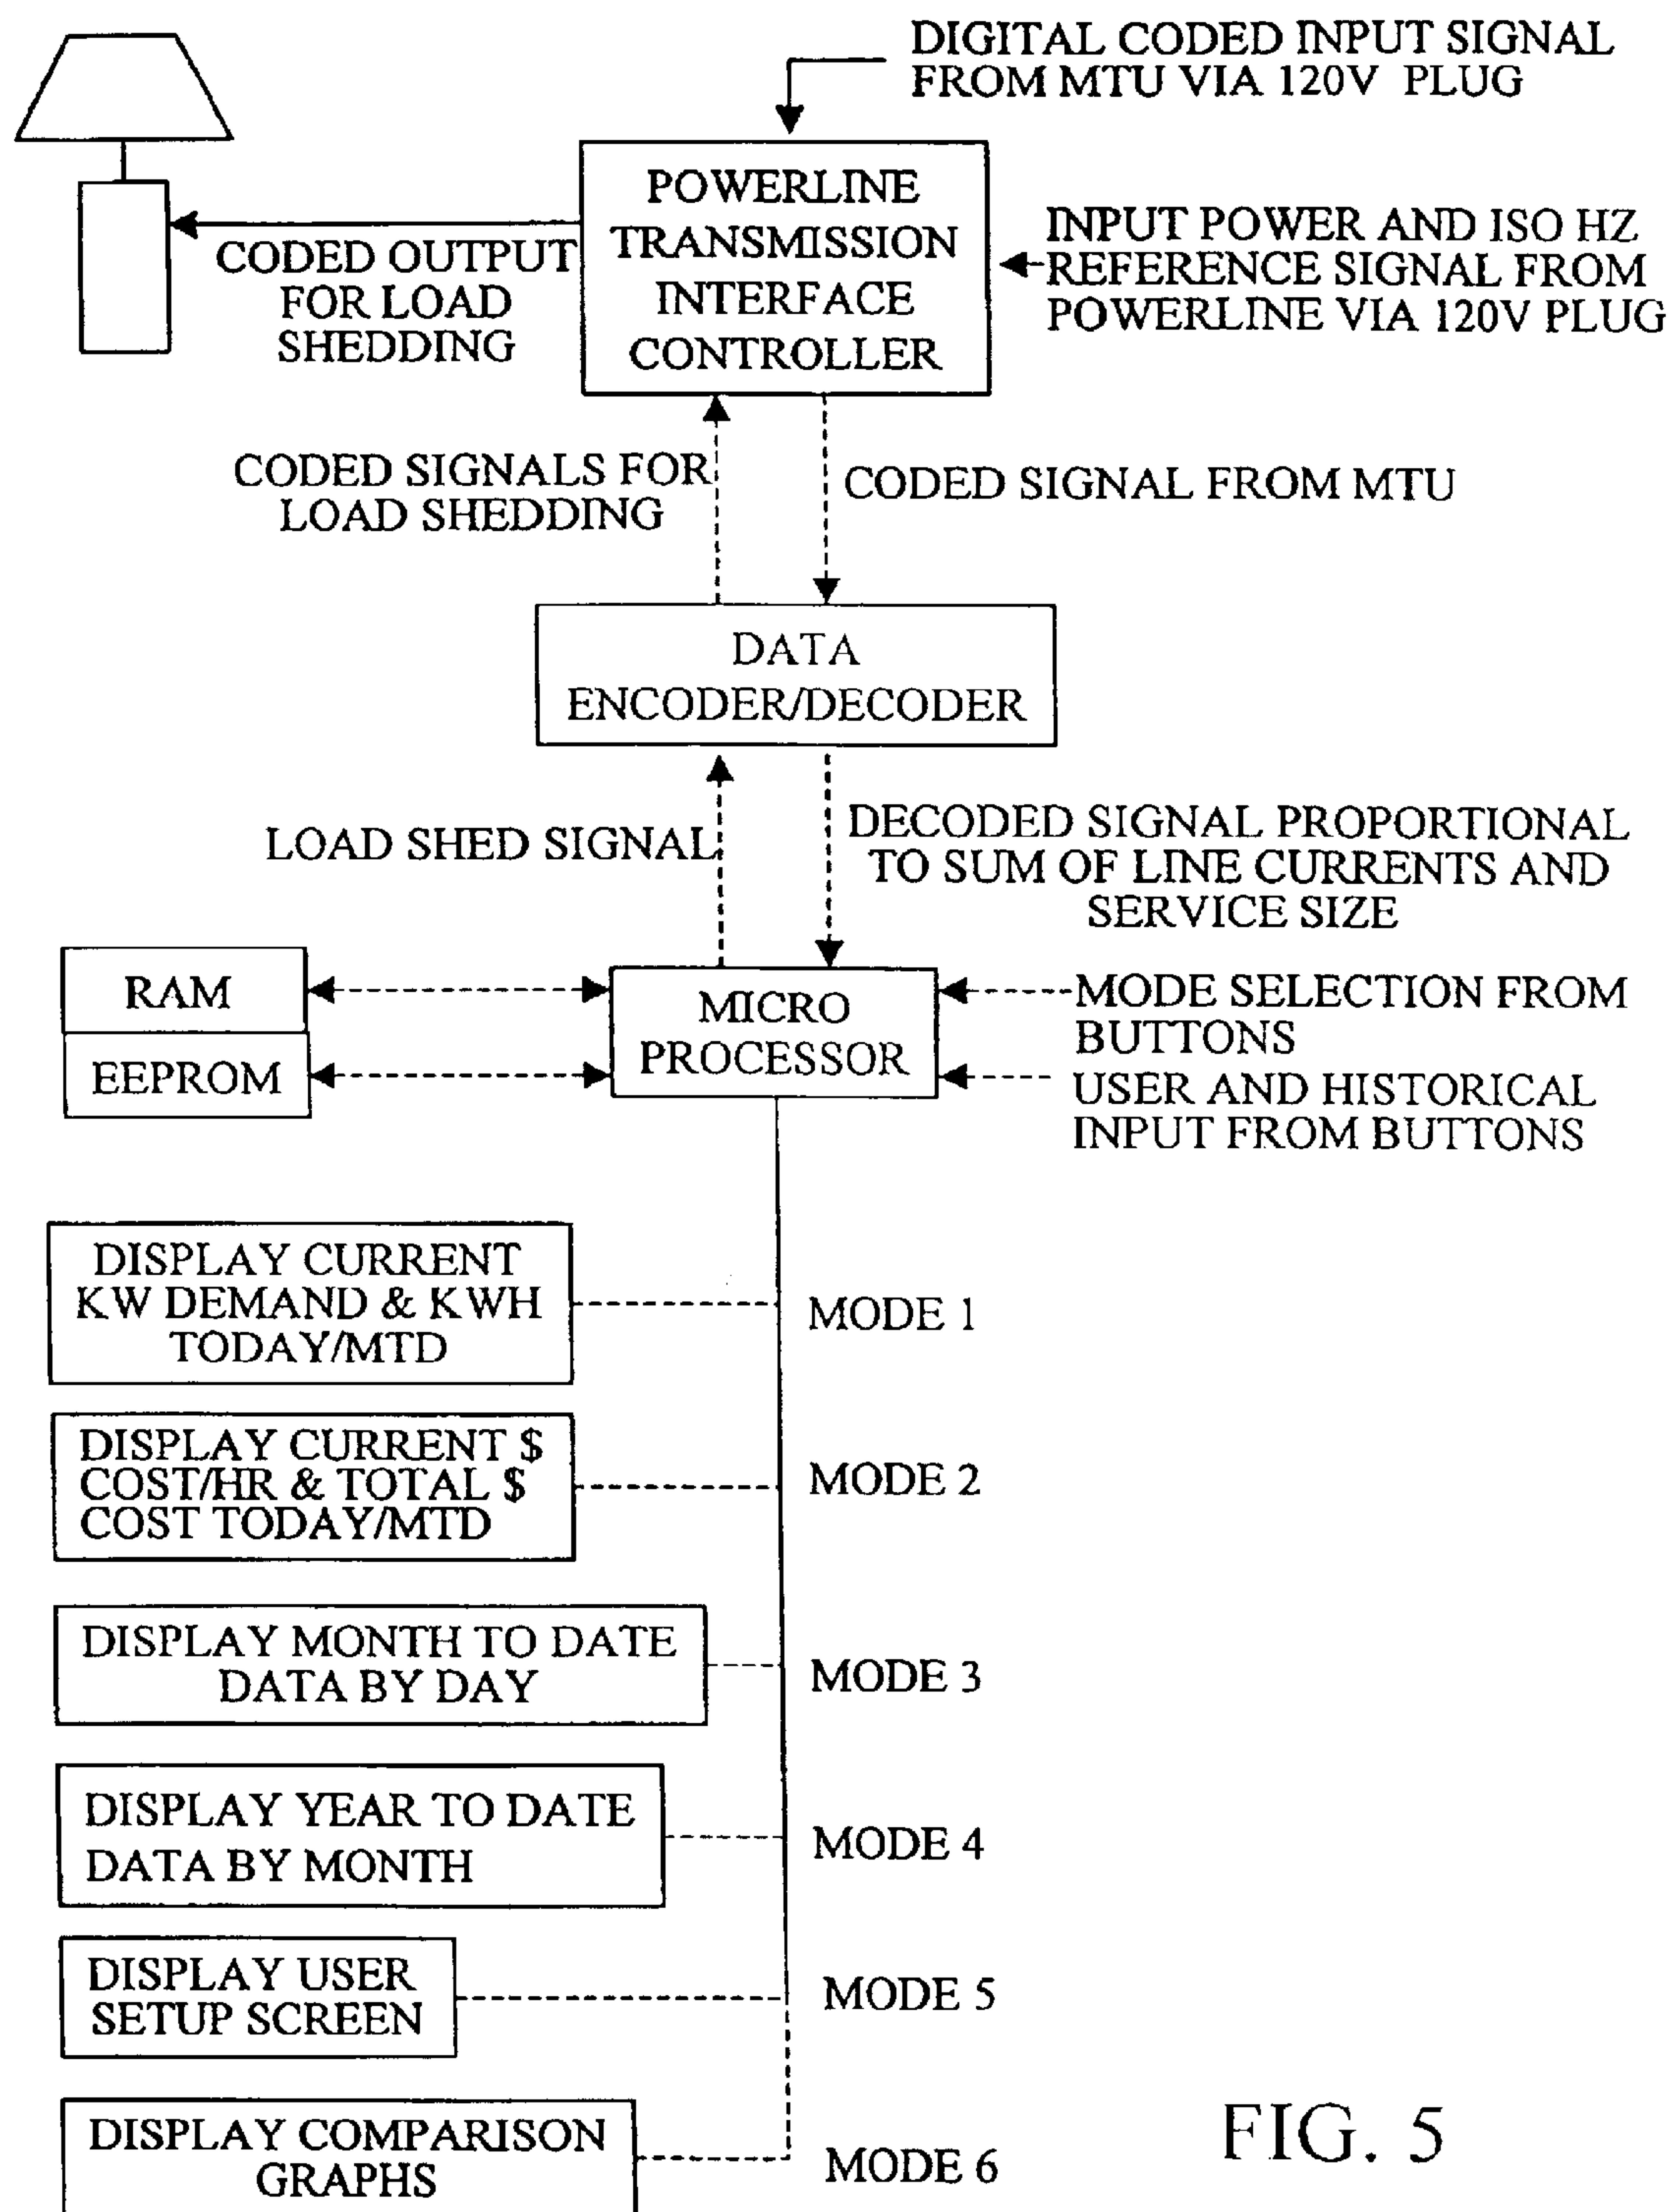 DIGITAL CODED INPUT SIGNAL
FROM MTU VIA 120V PLUG
POWERLINE
TRANSMISSION
INTERFACE
CONTROLLER
INPUT POWER AND ISO HZ
REFERENCE SIGNAL FROM
POWERLINE VIA 120V PLUG
CODED OUTPUT
FOR LOAD
SHEDDING
CODED SIGNALS FOR
LOAD SHEDDING
CODED SIGNAL FROM MTU
DATA
ENCODER/DECODER
LOAD SHED SIGNAL
DECODED SIGNAL PROPORTIONAL
TO SUM OF LINE CURRENTS AND
SERVICE SIZE
RAM
EEPROM
MICRO
PROCESSOR
MODE SELECTION FROM
BUTTONS
USER AND HISTORICAL
INPUT FROM BUTTONS
DISPLAY CURRENT
KW DEMAND & KWH
TODAY/MTD
MODE 1
DISPLAY CURRENT $
COST/HR & TOTAL $
COST TODAY/MTD
MODE 2
DISPLAY MONTH TO DATE
DATA BY DAY
MODE 3
DISPLAY YEAR TO DATE
DATA BY MONTH
MODE 4
DISPLAY USER
SETUP SCREEN
MODE 5
DISPLAY COMPARISON
GRAPHS
MODE 6
FIG. 5